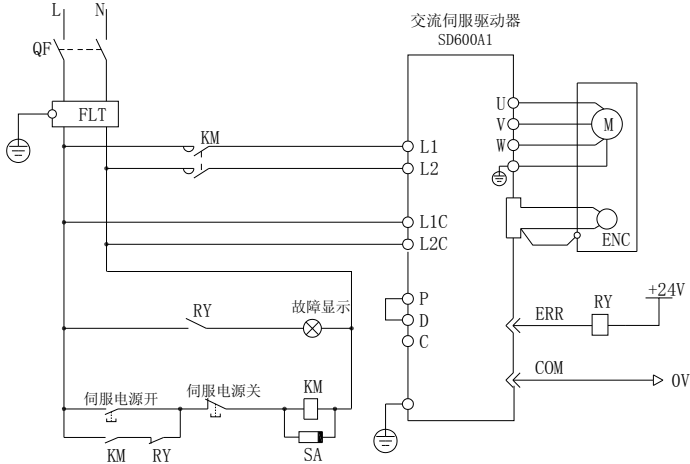 L N
交流伺服驱动器
SD600A1
QF
FLT
U
V
W
M
KM
L1
L2
L1C
L2C
ENC
P
D
C
+24V
ERR
RY
RY
故障显示
COM
0V
伺服电源开
伺服电源关
KM
KM
RY
SA